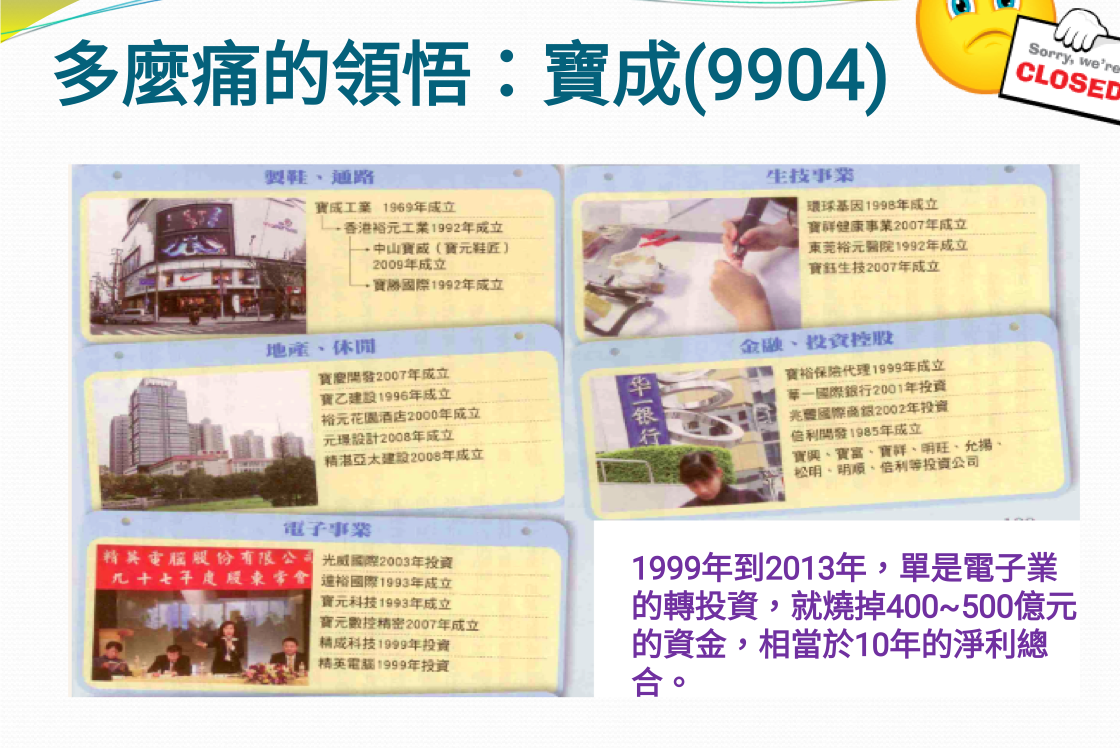 多麼痛的領悟：寶成(9904)
Sorry, we're
CLOSED
製鞋、通路
寶成工業 1969年成立
香港裕元工業1992年成立
中山寶威（寶元鞋匠）
2009年成立
寶勝國際1992年成立
生技事業
環球基因1998年成立
寶祥健康事業2007年成立
東莞裕元醫院1992年成立
寶鈺生技2007年成立
地產、休閒
寶慶開發2007年成立
寶乙建設1996年成立
裕元花園酒店2000年成立
元璟設計2008年成立
精湛亞太建設2008年成立
金融、投資控股
华一银行
寶裕保險代理1999年成立
華一國際銀行2001年投資
兆豐國際商銀2002年投資
倍利開發1985年成立
寶興、寶富、寶祥、明旺、允揚、
松明、明順、倍利等投資公司
電子事業
精英電腦股份有限公司
九十七年度股東常會
光威國際2003年投資
達裕國際1993年成立
寶元科技1993年成立
寶元數控精密2007年成立
精成科技1999年投資
精英電腦1999年投資
1999年到2013年，單是電子業
的轉投資，就燒掉400~500億元
的資金，相當於10年的淨利總
合。